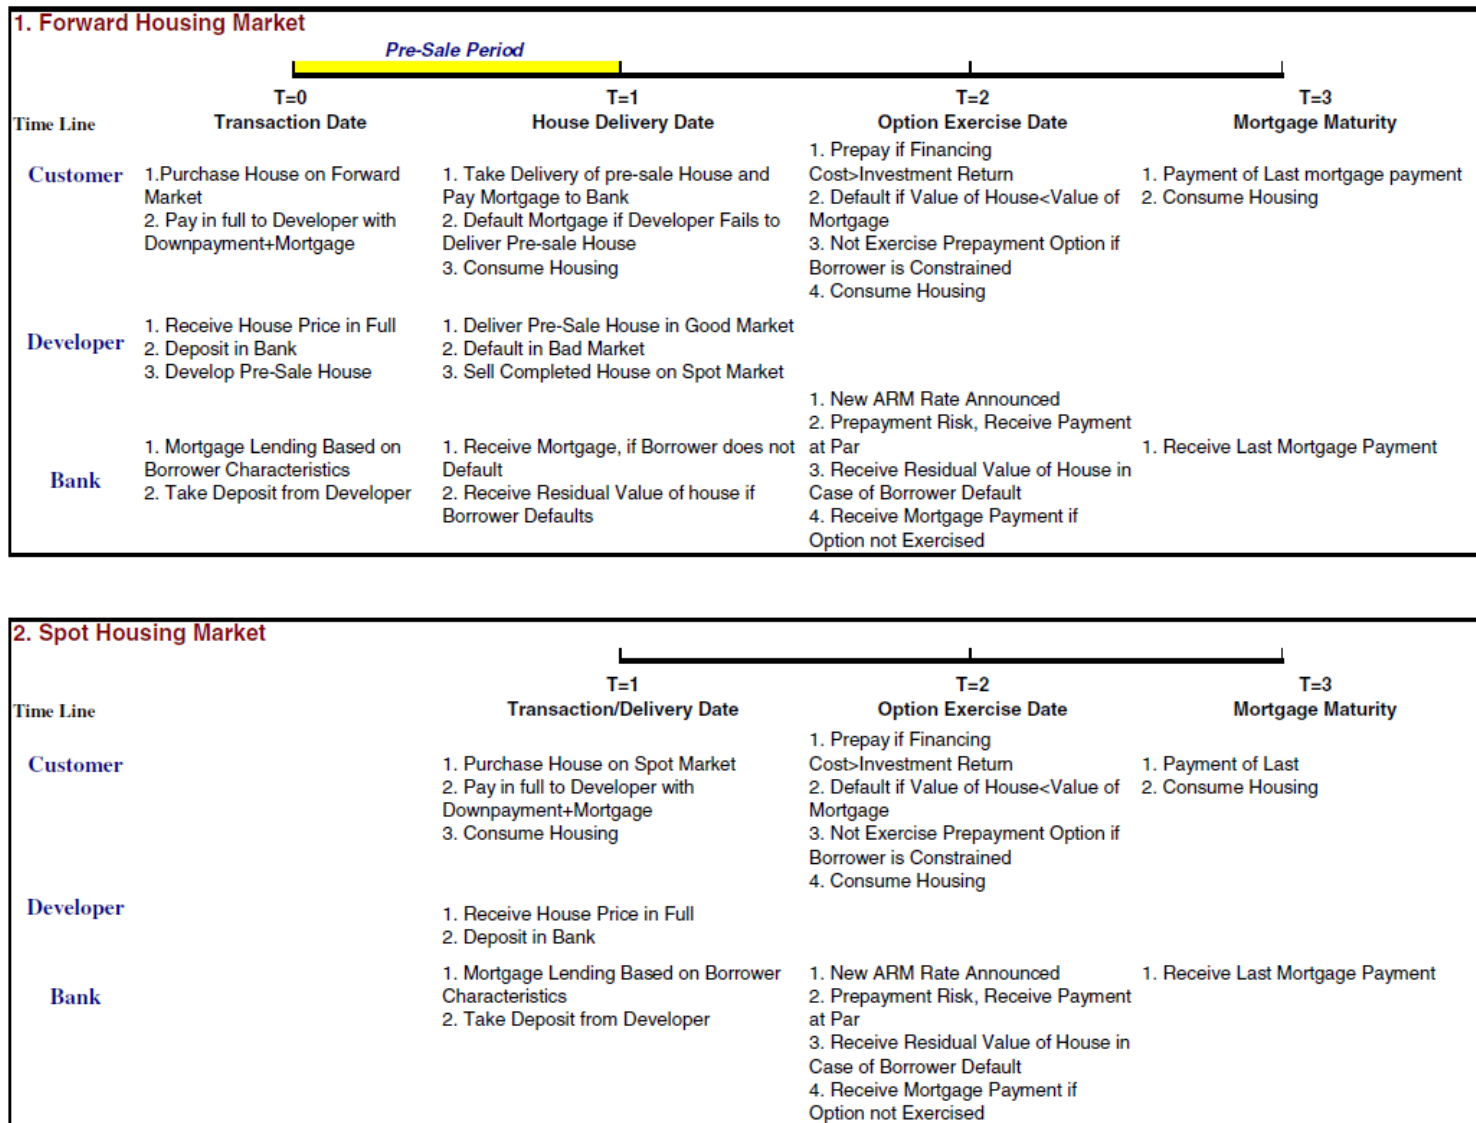 1. Forward Housing Market
Pre-Sale Period
T=0
T=1
T=2
T=3
Time Line
Transaction Date
House Delivery Date
Option Exercise Date
Mortgage Maturity
Customer
1.Purchase House on Forward
Market
2. Pay in full to Developer with
Downpayment+Mortgage
1. Take Delivery of pre-sale House and
Pay Mortgage to Bank
2. Default Mortgage if Developer Fails to
Deliver Pre-sale House
3. Consume Housing
1. Prepay if Financing
Cost>Investment Return
2. Default if Value of House<Value of
Mortgage
3. Not Exercise Prepayment Option if
Borrower is Constrained
4. Consume Housing
1. Payment of Last mortgage payment
2. Consume Housing
Developer
1. Receive House Price in Full
2. Deposit in Bank
3. Develop Pre-Sale House
1. Deliver Pre-Sale House in Good Market
2. Default in Bad Market
3. Sell Completed House on Spot Market
Bank
1. Mortgage Lending Based on
Borrower Characteristics
2. Take Deposit from Developer
1. Receive Mortgage, if Borrower does not
Default
2. Receive Residual Value of house if
Borrower Defaults
1. New ARM Rate Announced
2. Prepayment Risk, Receive Payment
at Par
3. Receive Residual Value of House in
Case of Borrower Default
4. Receive Mortgage Payment if
Option not Exercised
1. Receive Last Mortgage Payment
2. Spot Housing Market
T=1
T=2
T=3
Time Line
Transaction/Delivery Date
Option Exercise Date
Mortgage Maturity
Customer
1. Purchase House on Spot Market
2. Pay in full to Developer with
Downpayment+Mortgage
3. Consume Housing
1. Prepay if Financing
Cost>Investment Return
2. Default if Value of House<Value of
Mortgage
3. Not Exercise Prepayment Option if
Borrower is Constrained
4. Consume Housing
1. Payment of Last
2. Consume Housing
Developer
1. Receive House Price in Full
2. Deposit in Bank
Bank
1. Mortgage Lending Based on Borrower
Characteristics
2. Take Deposit from Developer
1. New ARM Rate Announced
2. Prepayment Risk, Receive Payment
at Par
3. Receive Residual Value of House in
Case of Borrower Default
4. Receive Mortgage Payment if
Option not Exercised
1. Receive Last Mortgage Payment